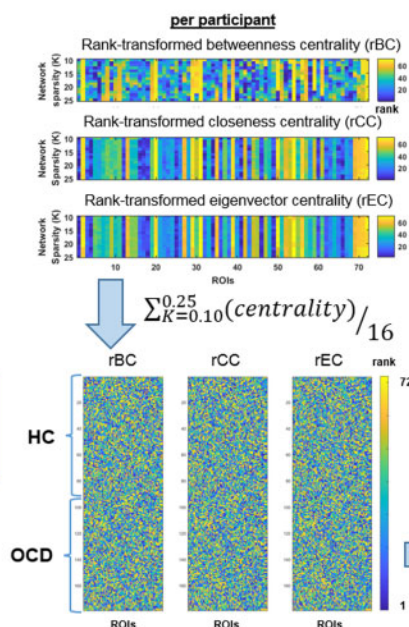 per participant
Rank-transformed betweenness centrality (rBC)
Network
sparsity (K)
10
15
20
25
60
40
20
rank
Rank-transformed closeness centrality (rCC)
Network
sparsity (K)
10
15
20
25
60
40
20
Rank-transformed eigenvector centrality (rEC)
Network
Sparsity (K)
10
15
20
25
60
40
20
10 20 30 40 50 60 70
ROIs
∑_{K=0.10}^{0.25}(centrality)/16
rBC rCC rEC rank
72
HC
OCD
1
ROIs ROIs ROIs